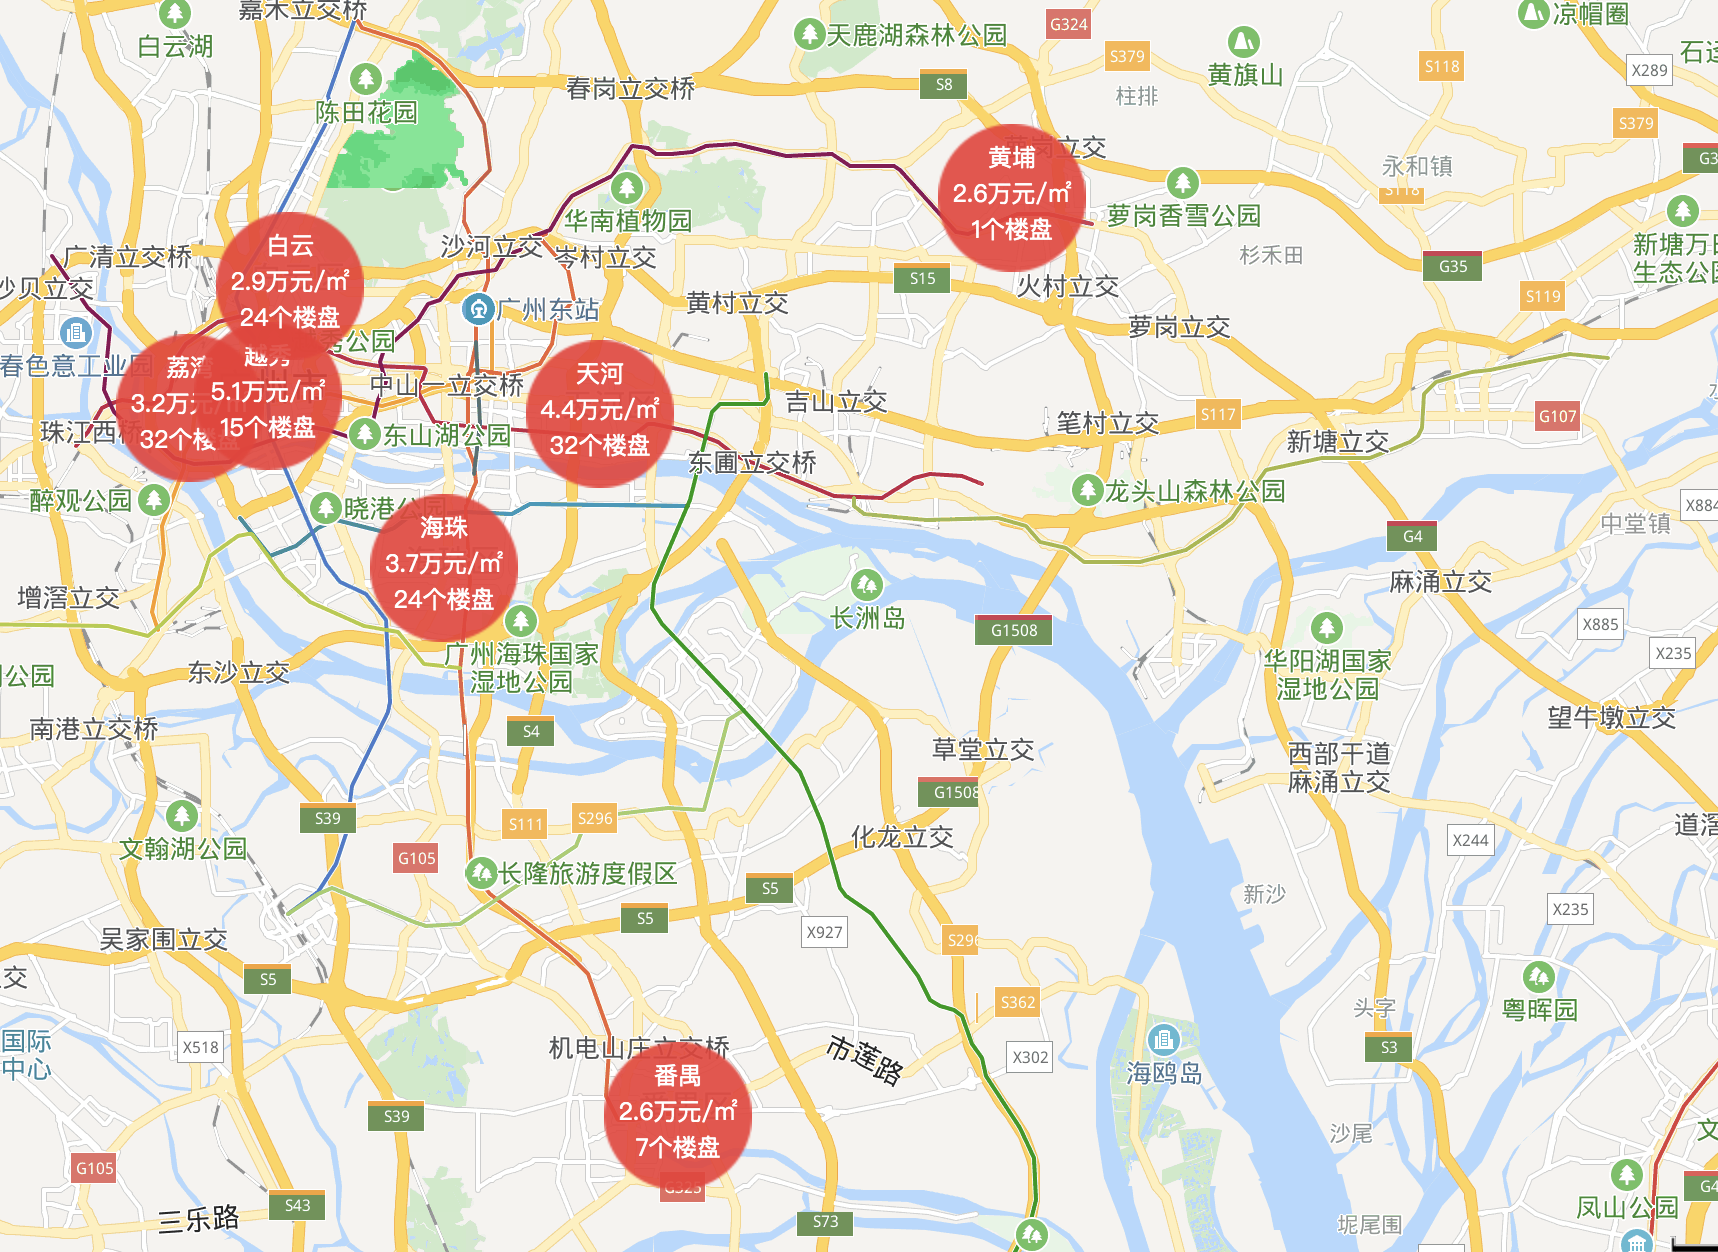 嘉禾立交桥
白云湖
天鹿湖森林公园
G324
凉帽圈
S379
黄旗山
S118
X289
陈田花园
春岗立交桥
S8
柱排
S379
永和镇
S118
黄埔
2.6万元/㎡
1个楼盘
华南植物园
萝岗香雪公园
新塘万田
生态公园
白云
2.9万元/㎡
24个楼盘
广清立交桥
沙河立交
岑村立交
杉禾田
G35
沙贝立交
广州东站
黄村立交
S15
火村立交
S119
萝岗立交
春色意工业园
荔湾
3.2万元/㎡
32个楼盘
越秀
5.1万元/㎡
15个楼盘
中山一立交桥
天河
4.4万元/㎡
32个楼盘
吉山立交
笔村立交
S117
G107
新塘立交
珠江西桥
东山湖公园
东圃立交桥
醉观公园
晓港公园
龙头山森林公园
X884
中堂镇
G4
海珠
3.7万元/㎡
24个楼盘
增滘立交
长洲岛
麻涌立交
X885
G1508
广州海珠国家
湿地公园
东沙立交
华阳湖国家
湿地公园
X235
南港立交桥
S4
草堂立交
望牛墩立交
西部干道
麻涌立交
G1508
S39
S111
S296
文翰湖公园
G105
化龙立交
X244
长隆旅游度假区
S5
S5
X927
新沙
X235
吴家围立交
S296
S5
S362
头字
粤晖园
国际
中心
X518
机电山庄立交桥
市莲路
X302
海鸥岛
S3
番禺
2.6万元/㎡
7个楼盘
S39
沙尾
G105
G325
S43
三乐路
S73
坭尾围
凤山公园